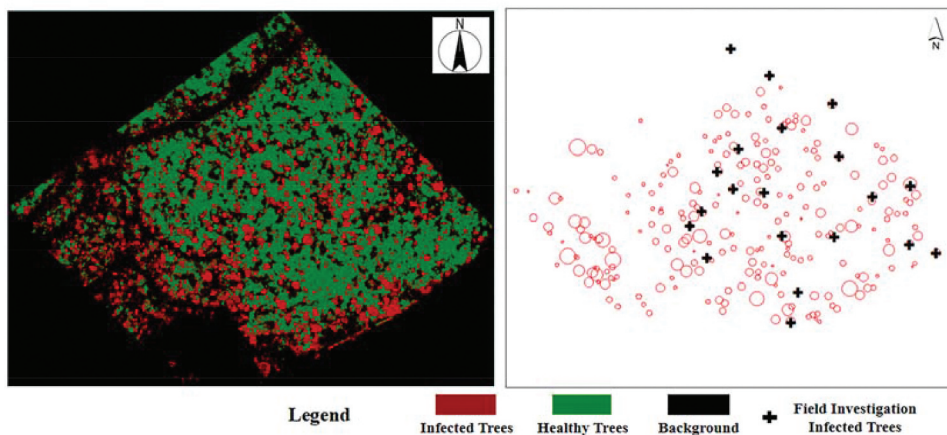 N
N
Legend
Infected Trees
Healthy Trees
Background
Field Investigation
Infected Trees